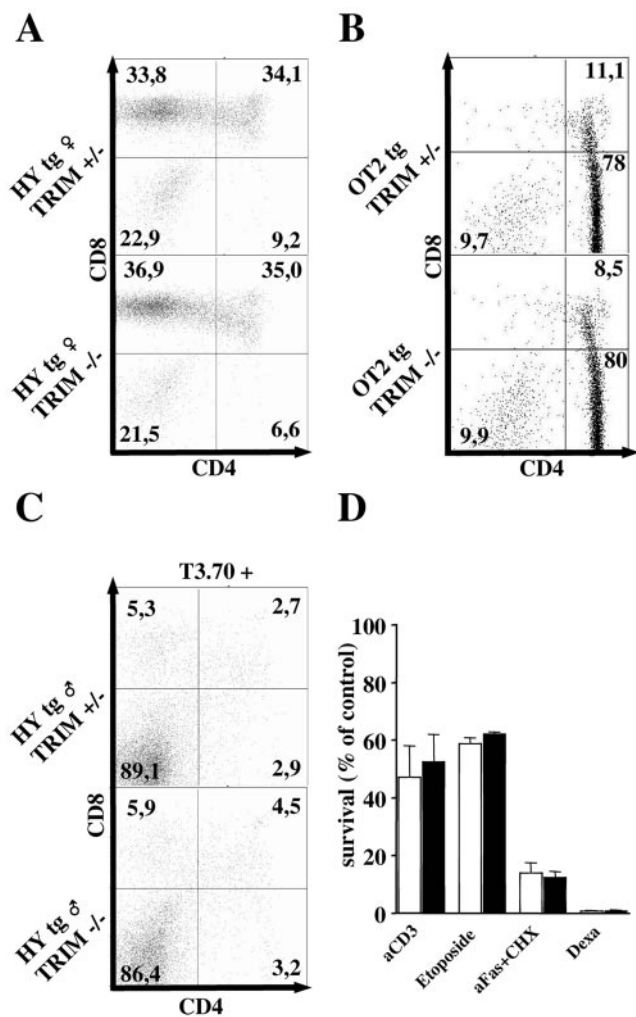 A
33,8 34,1
HY tg ♀
TRIM +/-
22,9 9,2
CD8
36,9 35,0
HY tg ♀
TRIM -/-
21,5 6,6
CD4
B
11,1
OT2 tg
TRIM +/-
78
9,7
CD8
8,5
OT2 tg
TRIM -/-
80
9,9
CD4
C
T3.70 +
5,3 2,7
HY tg ♂
TRIM +/-
89,1 2,9
CD8
5,9 4,5
HY tg ♂
TRIM -/-
86,4 3,2
CD4
D
survival (% of control)
100
80
60
40
20
0
aCD3
Etoposide
aFas+CHX
Dexa